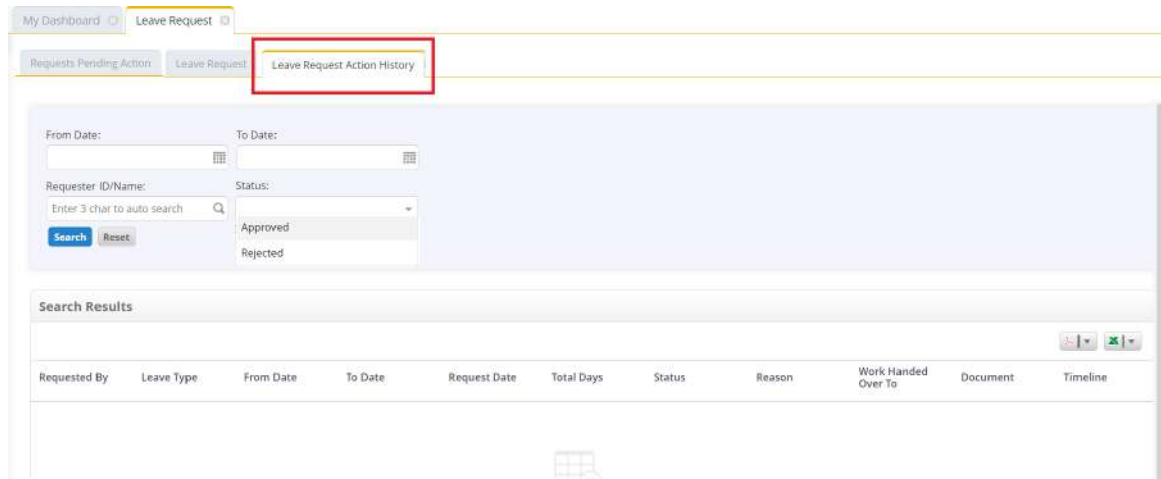 My Dashboard Leave Request
Requests Pending Action Leave Request Leave Request Action History
From Date: To Date:
Requester ID/Name: Status:
Enter 3 char to auto search
Approved
Search Reset
Rejected
Search Results
Requested By Leave Type From Date To Date Request Date Total Days Status Reason Work Handed Over To Document Timeline